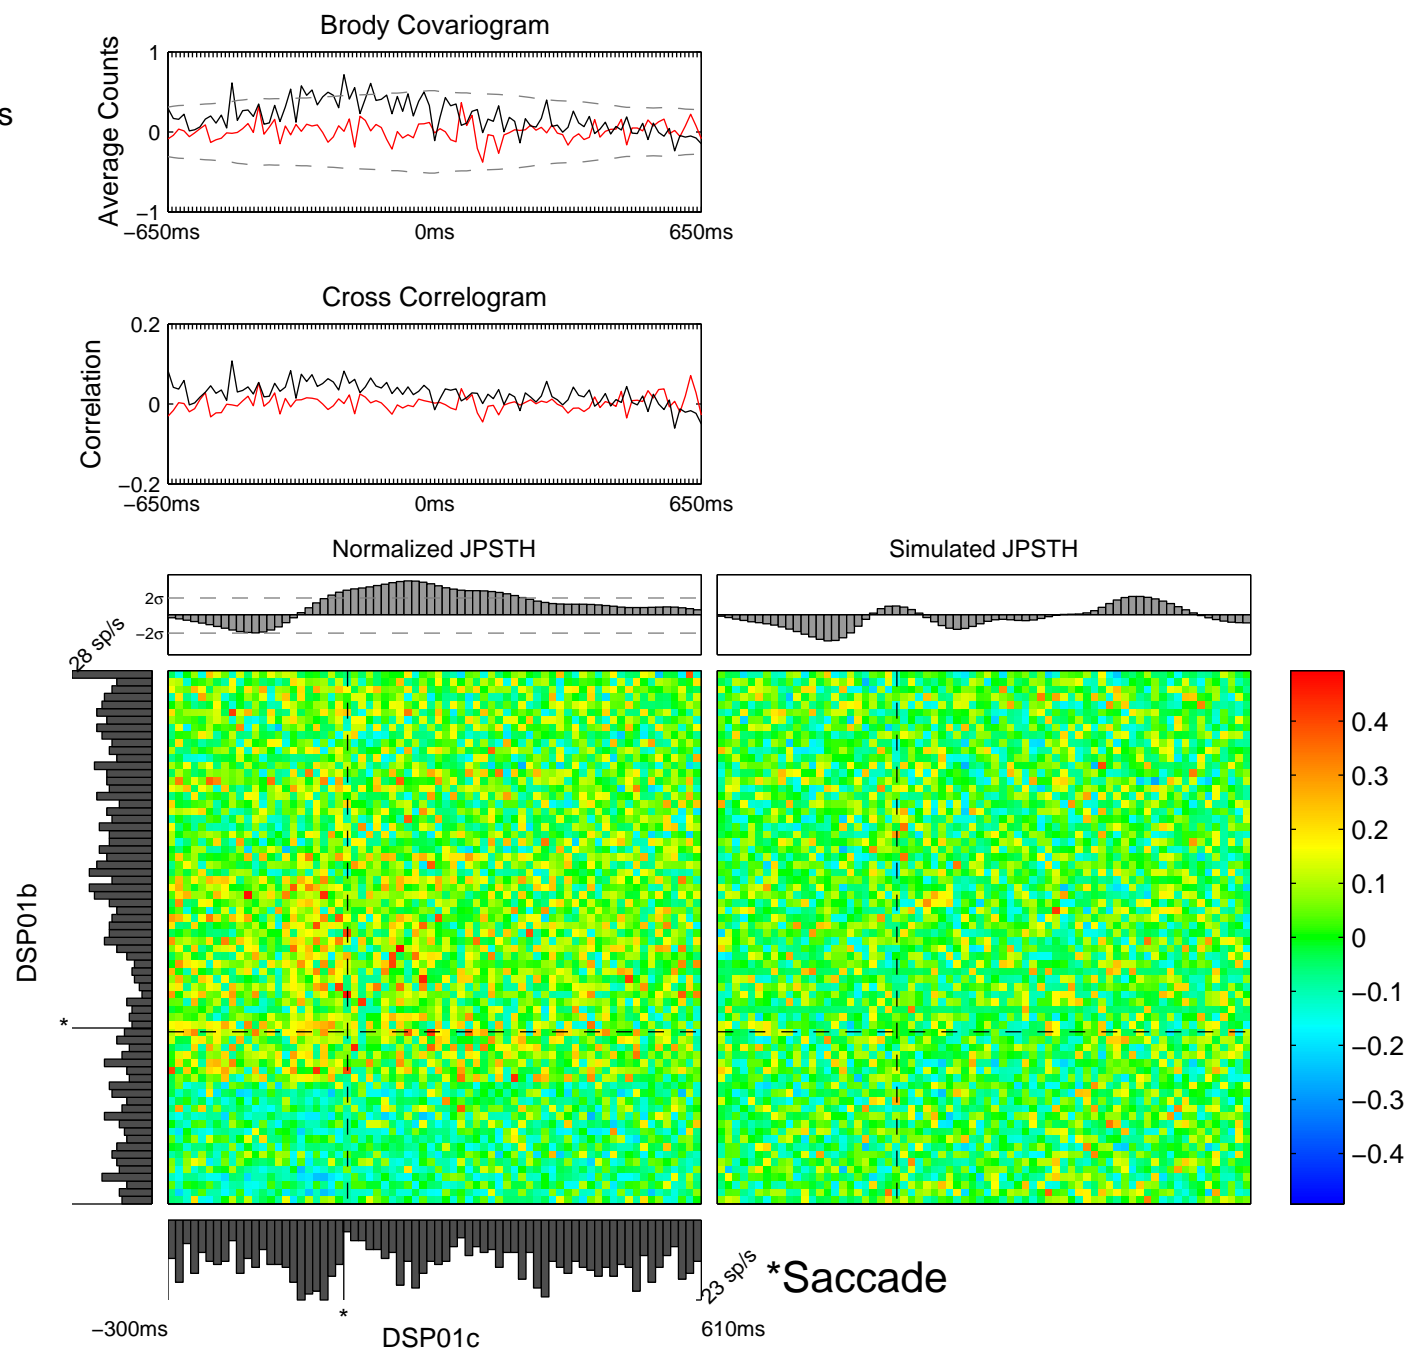 Brody Covariogram
s
Average Counts
1
0
−1
−650ms 0ms 650ms
Cross Correlogram
Correlation
0.2
0
−0.2
−650ms 0ms 650ms
Normalized JPSTH
Simulated JPSTH
2σ
−2σ
28 sp/s
DSP01b
*
0.4
0.3
0.2
0.1
0
−0.1
−0.2
−0.3
−0.4
23 sp/s
*Saccade
*
−300ms
DSP01c
610ms